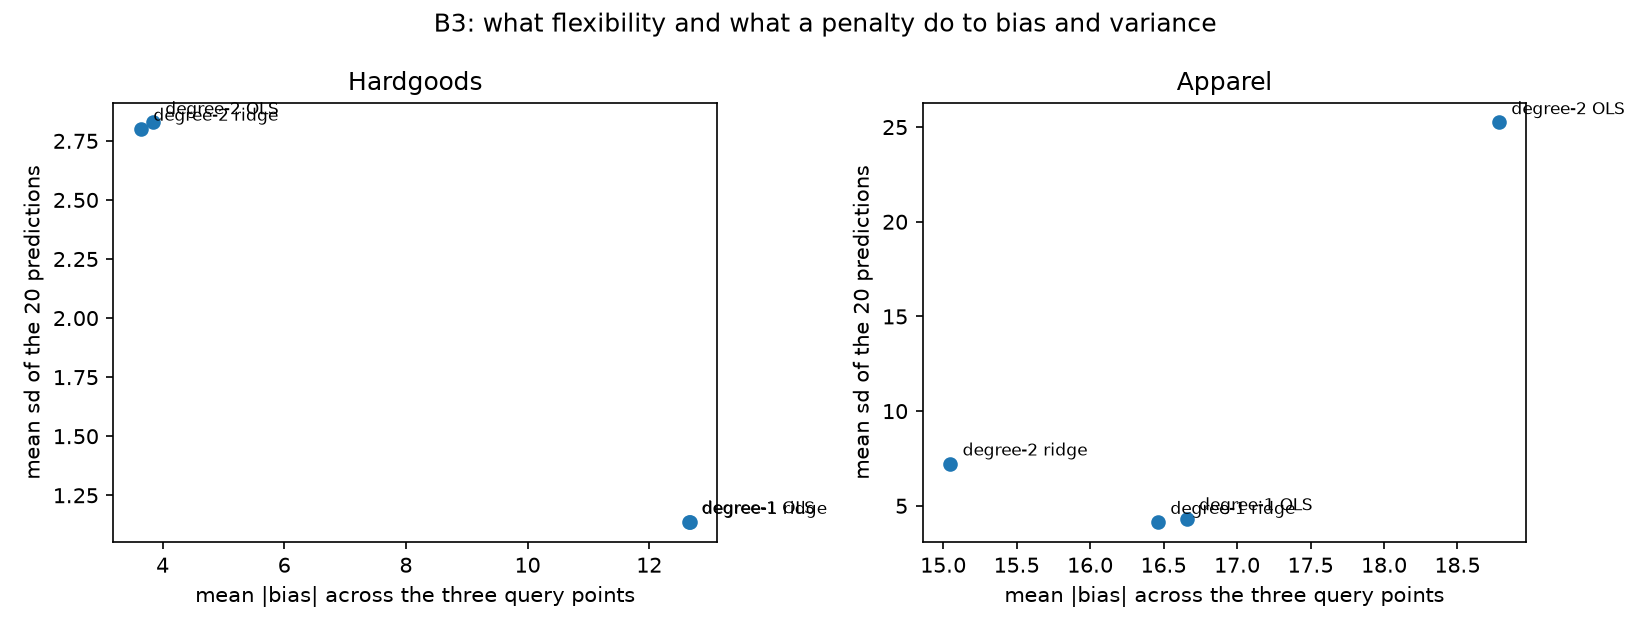 B3: what flexibility and what a penalty do to bias and variance
Hardgoods
degree-2 OLS
degree-2 ridge
2.75
2.50
2.25
2.00
1.75
1.50
1.25
mean sd of the 20 predictions
degree-1 OLS
degree-1 ridge
4
6
8
10
12
mean |bias| across the three query points
Apparel
degree-2 OLS
25
20
15
10
5
mean sd of the 20 predictions
degree-2 ridge
degree-1 OLS
degree-1 ridge
15.0
15.5
16.0
16.5
17.0
17.5
18.0
18.5
mean |bias| across the three query points